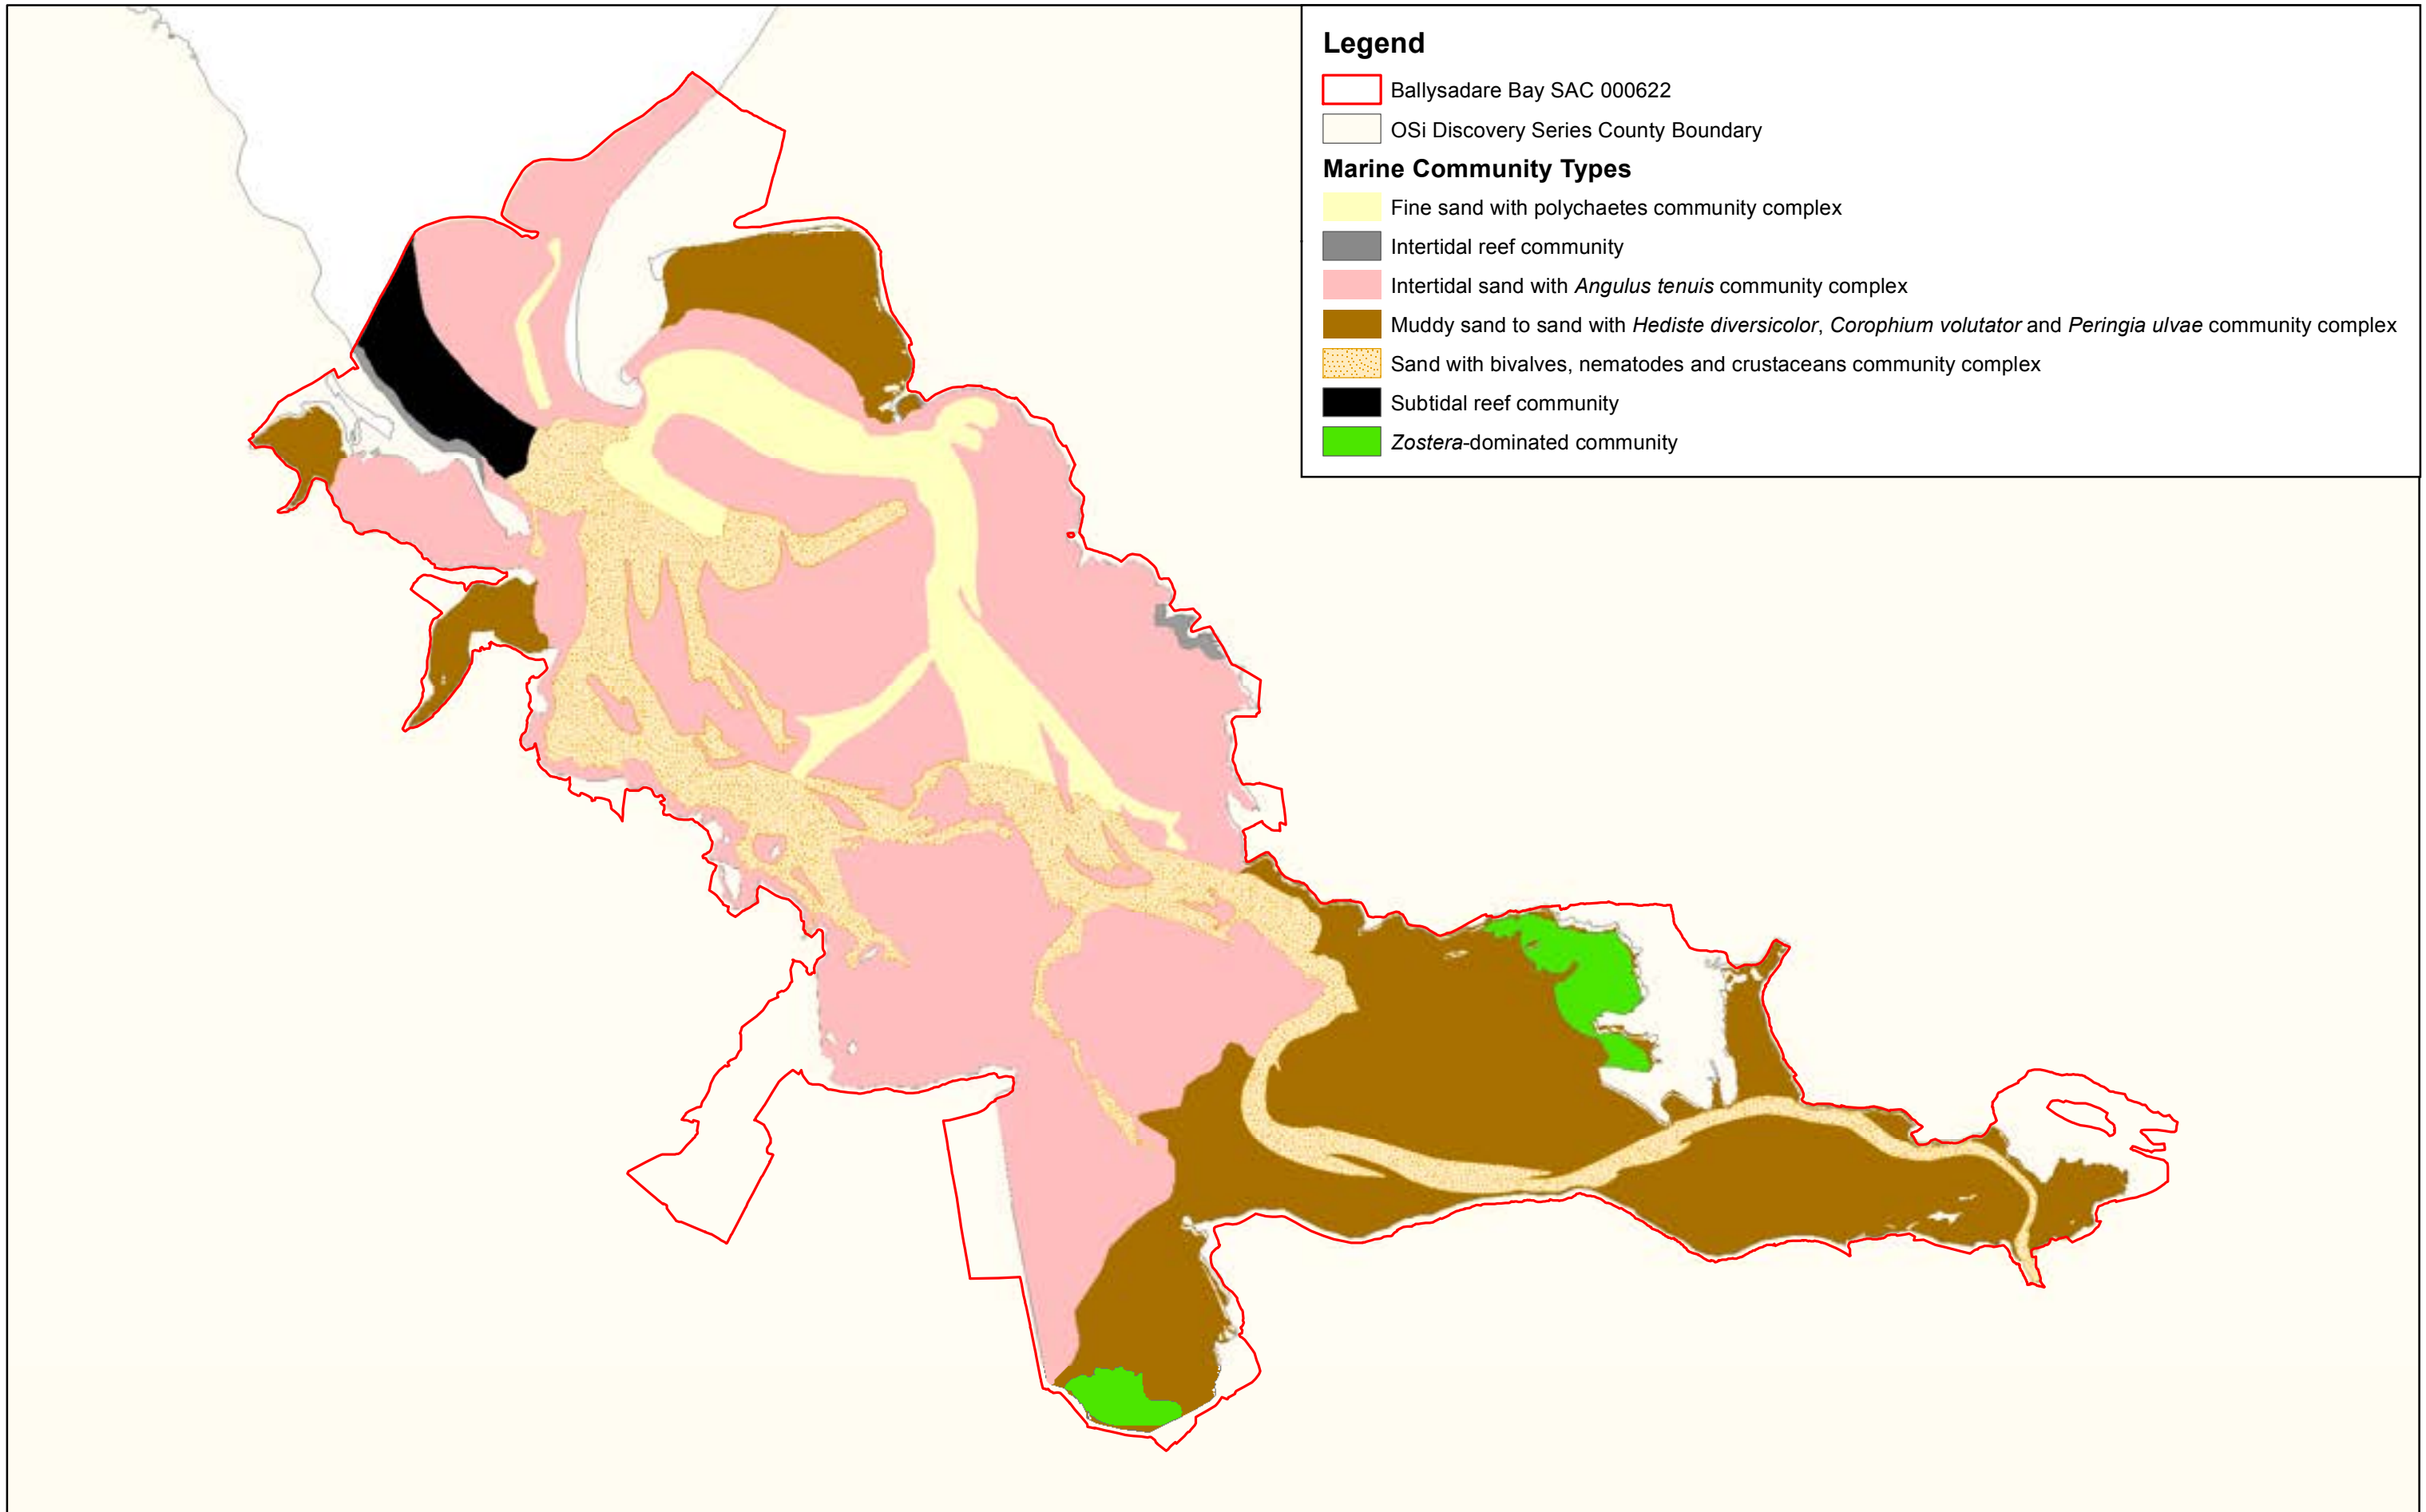 Legend
Ballysadare Bay SAC 000622
OSi Discovery Series County Boundary
Marine Community Types
Fine sand with polychaetes community complex
Intertidal reef community
Intertidal sand with Angulus tenuis community complex
Muddy sand to sand with Hediste diversicolor, Corophium volutator and Peringia ulvae community complex
Sand with bivalves, nematodes and crustaceans community complex
Subtidal reef community
Zostera-dominated community